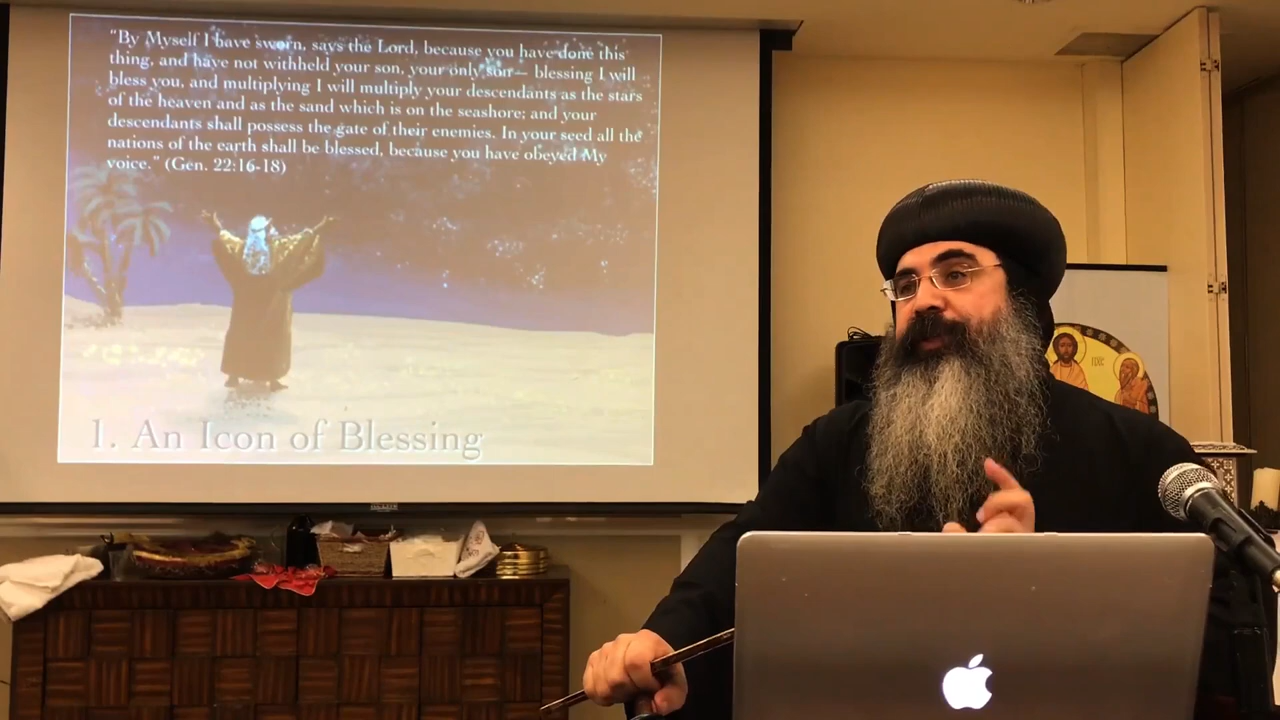 "By Myself I have sworn, says the Lord, because you have done this
thing, and have not withheld your son, your only son— blessing I will
bless you, and multiplying I will multiply your descendants as the stars
of the heaven and as the sand which is on the seashore; and your
descendants shall possess the gate of their enemies. In your seed all the
nations of the earth shall be blessed, because you have obeyed My
voice." (Gen. 22:16-18)
1. An Icon of Blessing